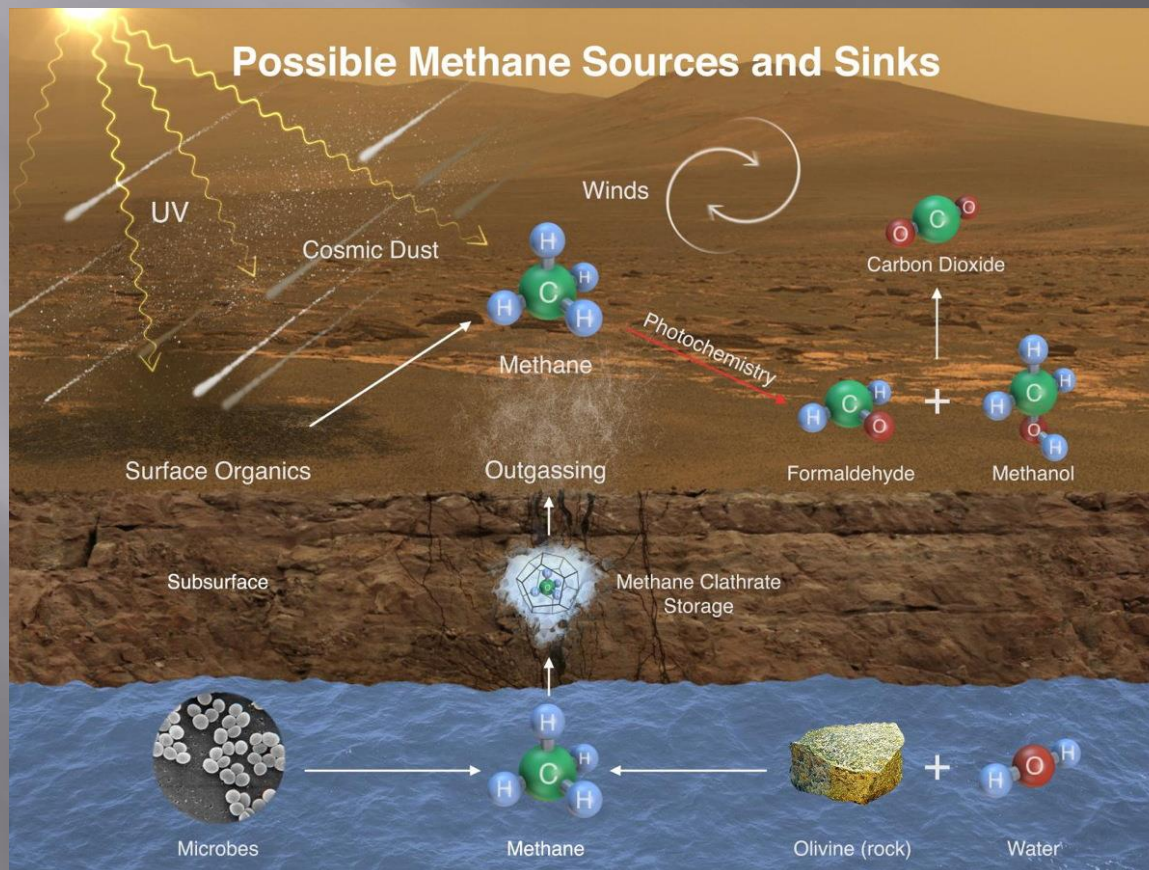 Possible Methane Sources and Sinks
UV
Cosmic Dust
Winds
H
H
H
H
C
Methane
Photochemistry
O
C
O
Carbon Dioxide
H
C
H
O
Formaldehyde
+
H
H
C
H
O
H
Methanol
Surface Organics
Outgassing
Subsurface
Methane Clathrate
Storage
Microbes
H
H
C
H
H
Methane
Olivine (rock)
+
H
O
H
Water